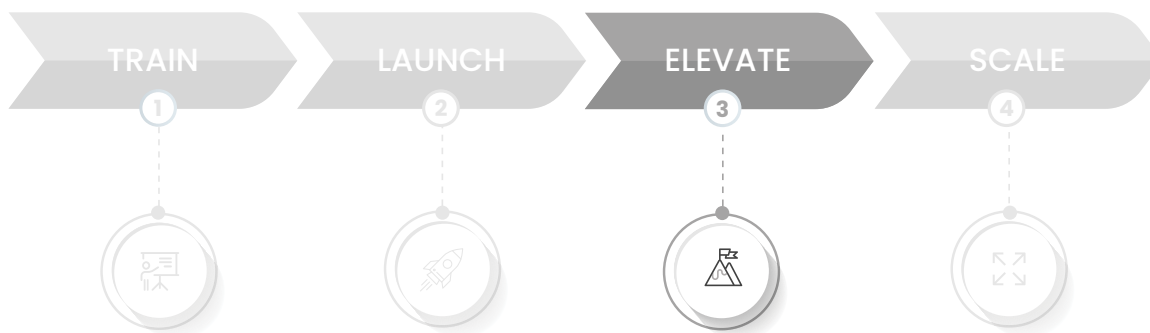 TRAIN
LAUNCH
ELEVATE
SCALE
1
2
3
4